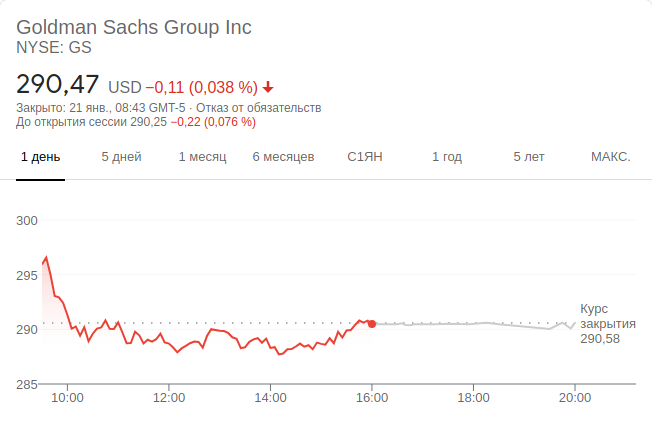 Goldman Sachs Group Inc
NYSE: GS
290,47 USD −0,11 (0,038 %)
Закрыто: 21 янв., 08:43 GMT-5 · Отказ от обязательств
До открытия сессии 290,25 −0,22 (0,076 %)
1 день 5 дней 1 месяц 6 месяцев С1ЯН 1 год 5 лет МАКС.
300
295
290
285
Курс
закрытия
290,58
10:00 12:00 14:00 16:00 18:00 20:00